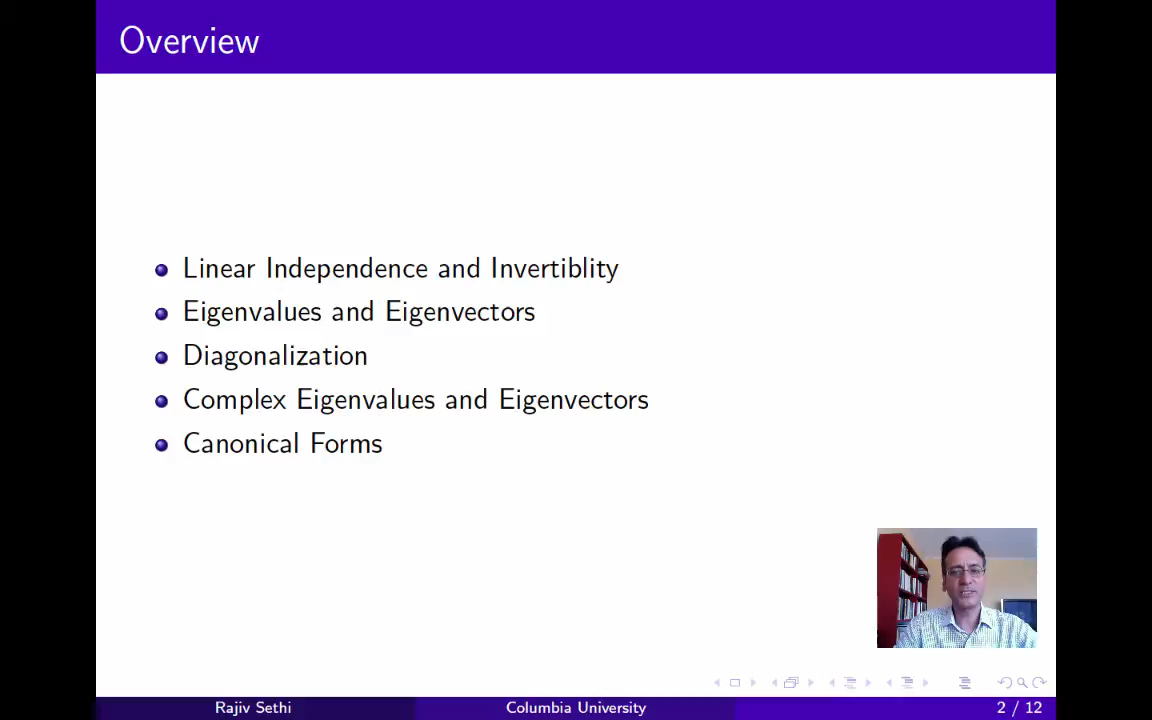 Overview
Linear Independence and Invertiblity
Eigenvalues and Eigenvectors
Diagonalization
Complex Eigenvalues and Eigenvectors
Canonical Forms
Rajiv Sethi Columbia University 2 / 12